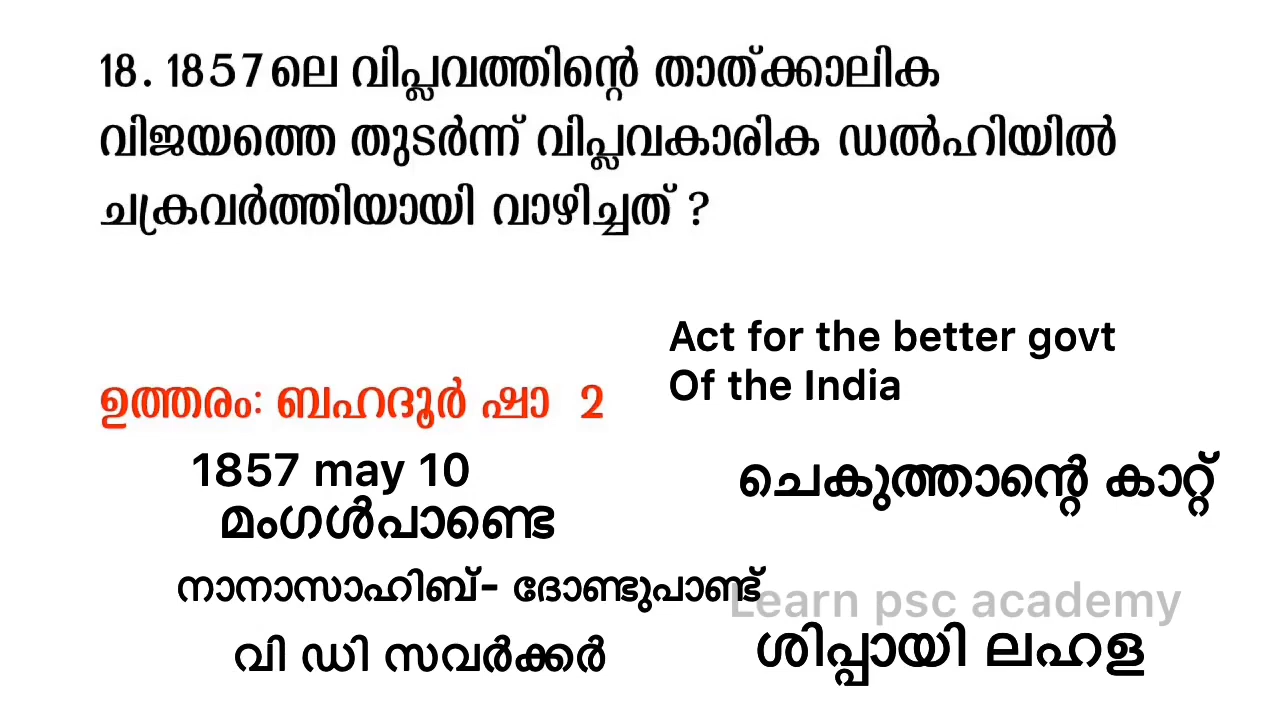 18. 1857ലെ വിപ്ലവത്തിന്റെ താത്ക്കാലിക
വിജയത്തെ തുടർന്ന് വിപ്ലവകാരിക ഡൽഹിയിൽ
ചക്രവർത്തിയായി വാഴിച്ചത് ?
Act for the better govt
Of the India
ഉത്തരം: ബഹദൂർ ഷാ 2
1857 may 10
ചെകുത്താന്റെ കാറ്റ്
മംഗൾപാണ്ഡെ
നാനാസാഹിബ്- ദോണ്ടുപാണ്ട്
Learn psc academy
വി ഡി സവർക്കർ
ശിപ്പായി ലഹള